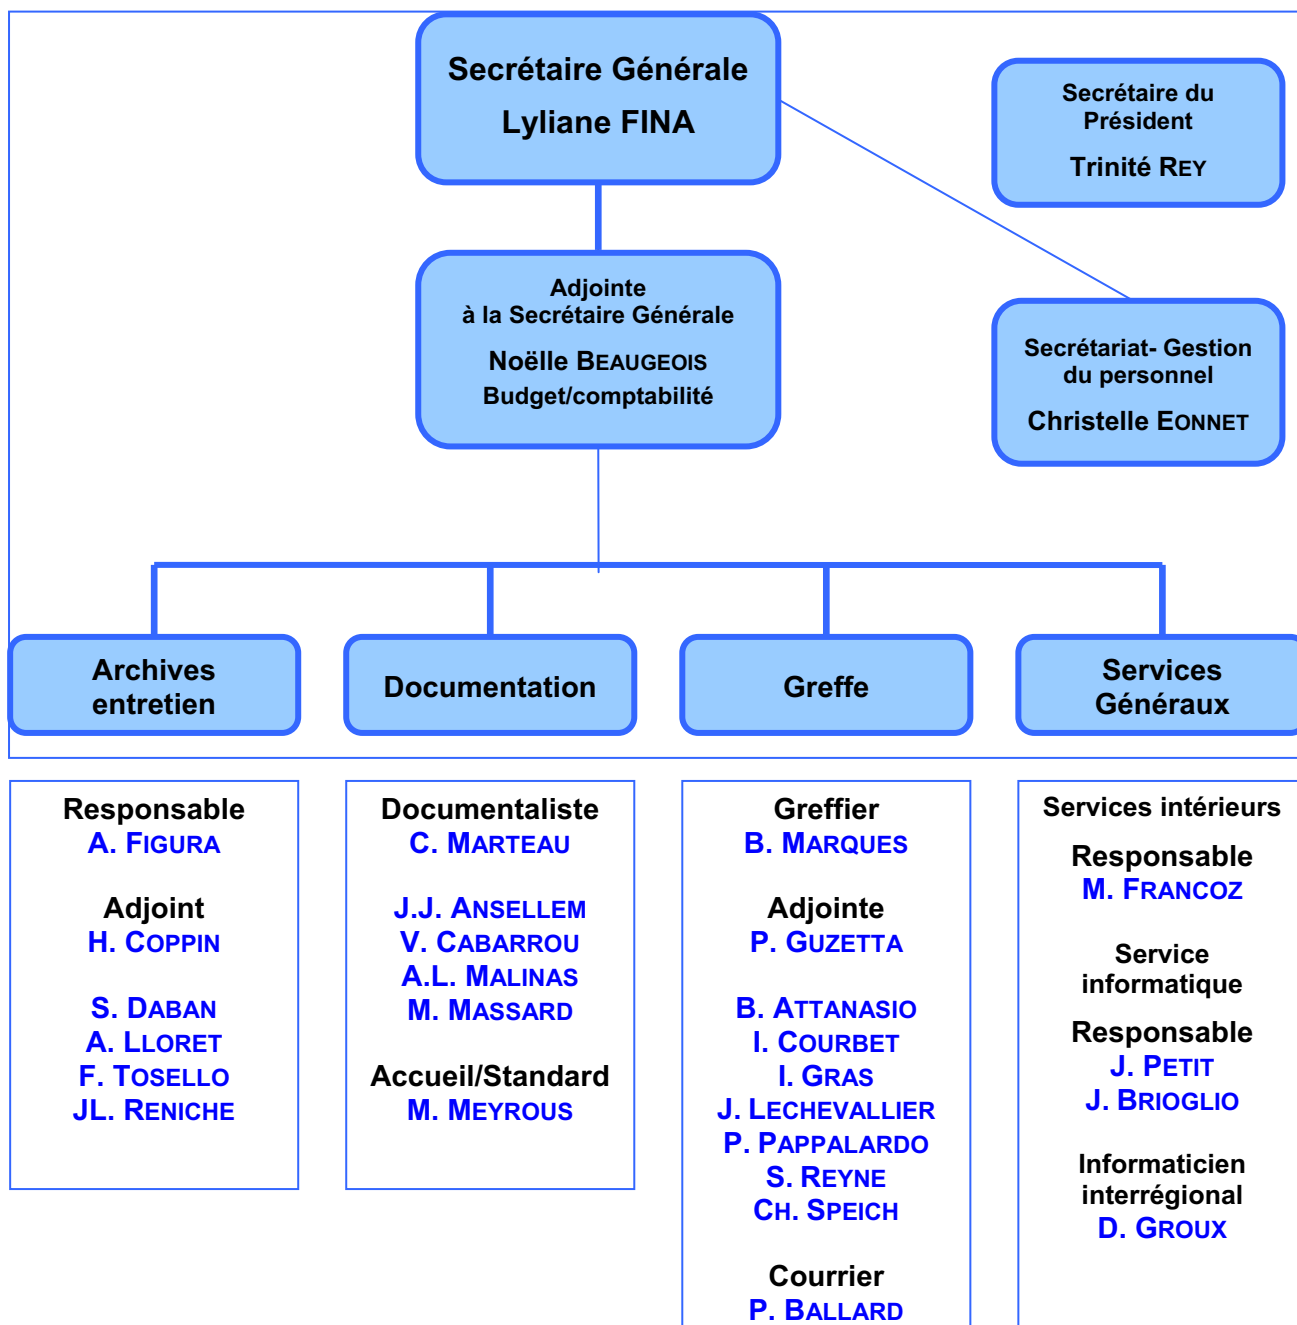 Secrétaire Générale
Lyliane FINA
Secrétaire du
Président
Trinité REY
Adjointe
à la Secrétaire Générale
Noëlle BEAUGEOIS
Budget/comptabilité
Secrétariat- Gestion
du personnel
Christelle EONNET
Archives
entretien
Documentation
Greffe
Services
Généraux
Responsable
A. FIGURA
Adjoint
H. COPPIN
S. DABAN
A. LLORET
F. TOSELLO
JL. RENICHE
Documentaliste
C. MARTEAU
J.J. ANSELLEM
V. CABARROU
A.L. MALINAS
M. MASSARD
Accueil/Standard
M. MEYROUS
Greffier
B. MARQUES
Adjointe
P. GUZETTA
B. ATTANASIO
I. COURBET
I. GRAS
J. LECHEVALLIER
P. PAPPALARDO
S. REYNE
CH. SPEICH
Courrier
P. BALLARD
Services intérieurs
Responsable
M. FRANCOZ
Service
informatique
Responsable
J. PETIT
J. BRIOGLIO
Informaticien
interrégional
D. GROUX